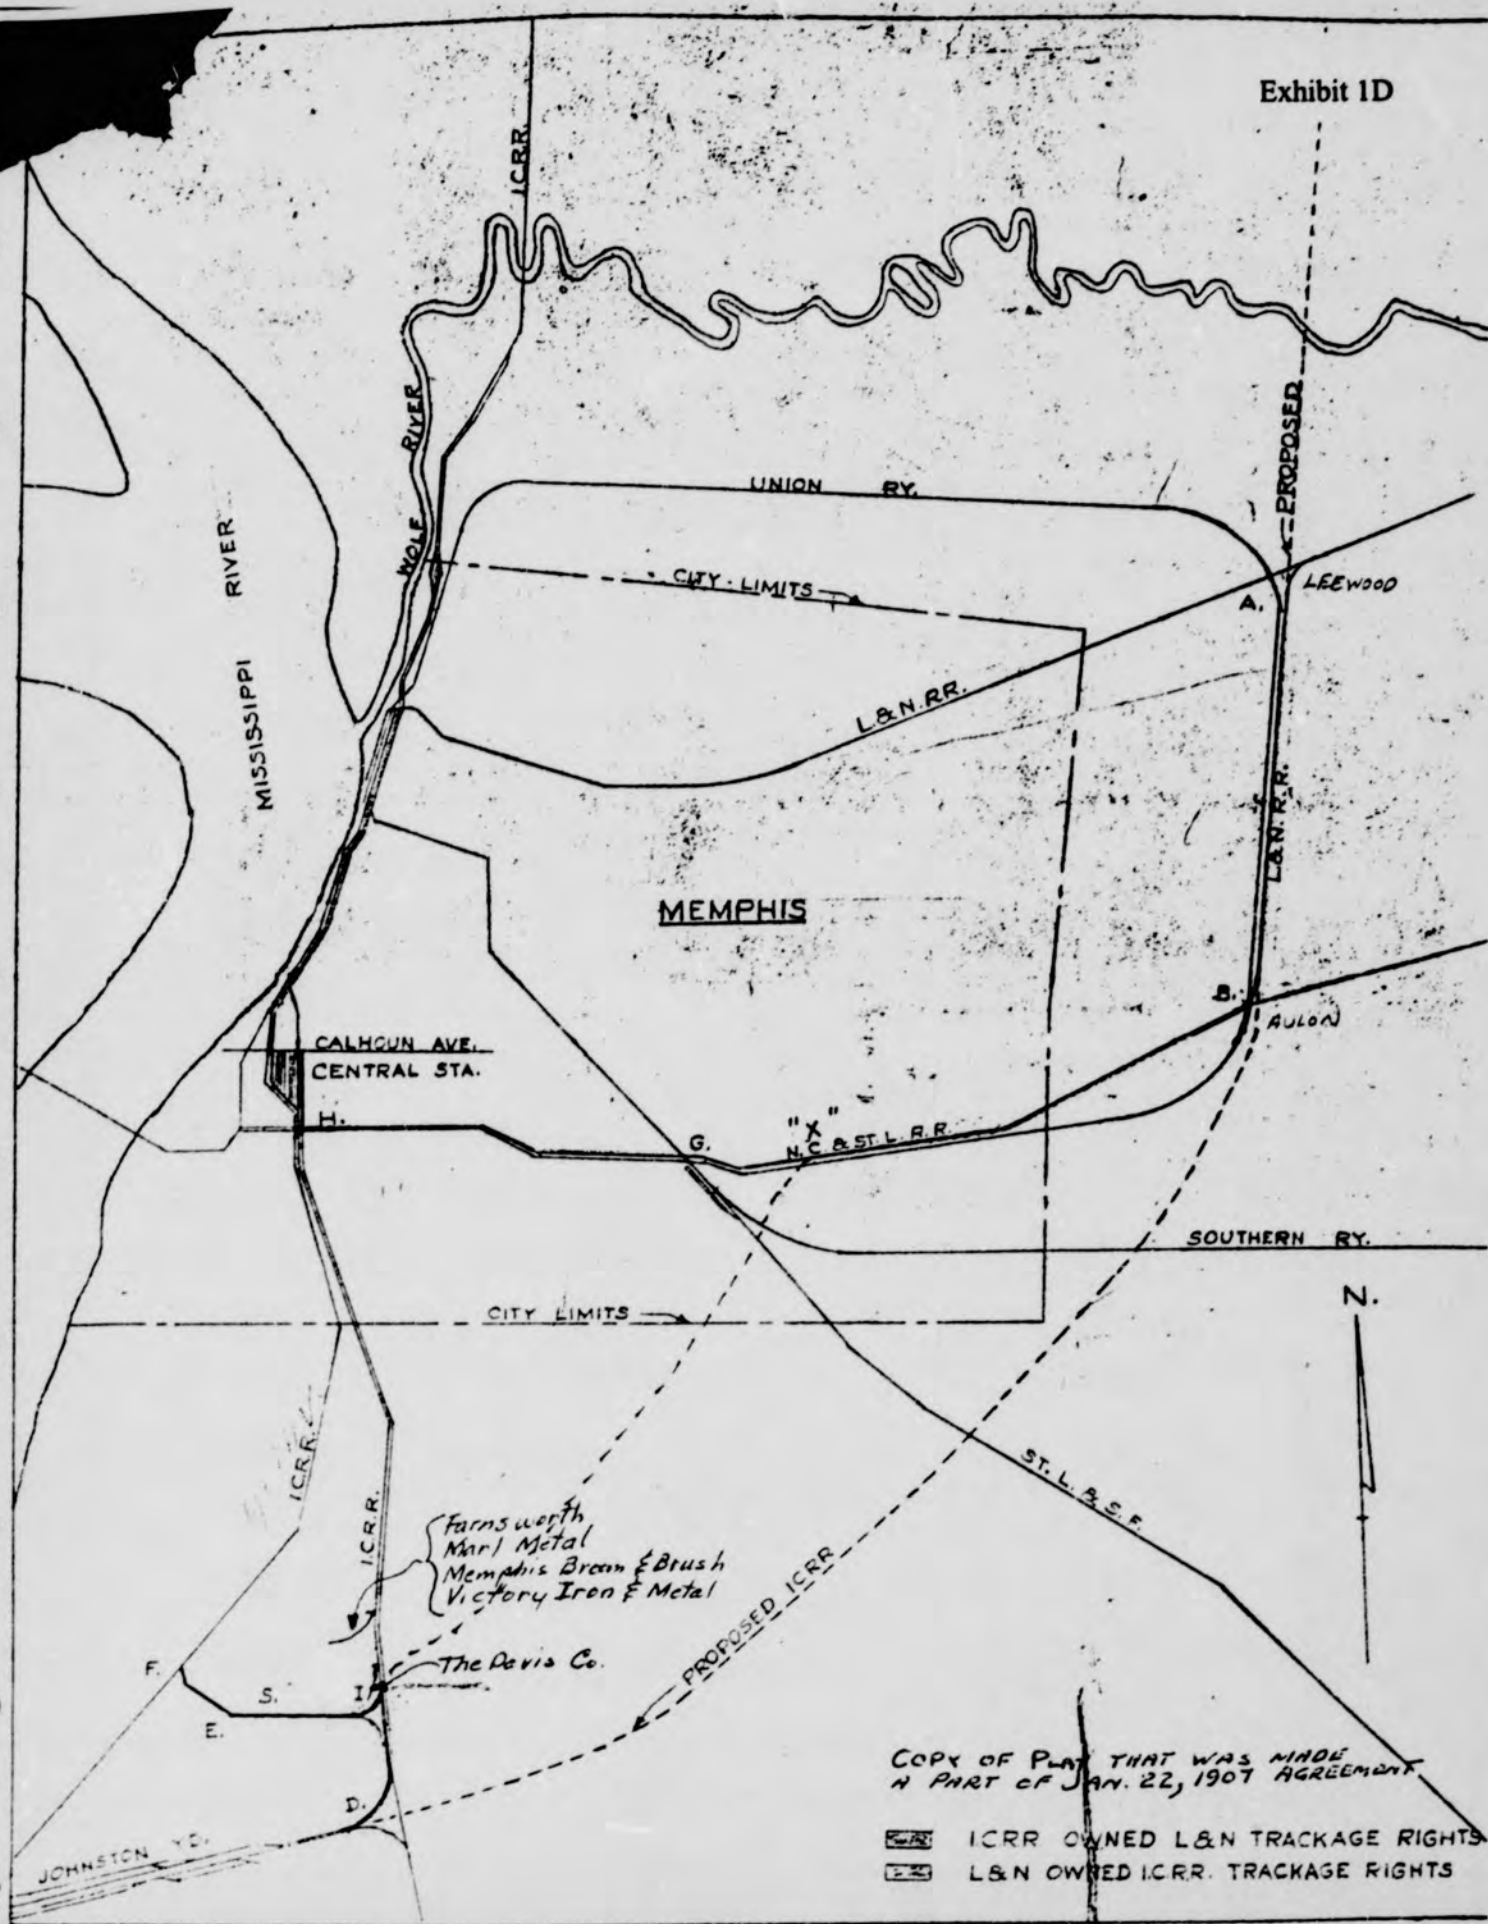 Exhibit 1D
I.C.R.R.
WOLF RIVER
MISSISSIPPI RIVER
UNION RY.
PROPOSED
CITY LIMITS
A.
LEEWOOD
L.&N. RR.
L.&N. R.R.
MEMPHIS
B.
AULON
CALHOUN AVE.
CENTRAL STA.
H.
G.
"X"
N.C. & ST. L. R.R.
SOUTHERN RY.
CITY LIMITS
N.
I.C.R.R.
I.C.R.R.
ST. L. & S. F.
Farnsworth
Marl Metal
Memphis Broom & Brush
Victory Iron & Metal
PROPOSED ICRR
The Davis Co.
F.
S.
I.
E.
D.
JOHNSTON YD.
COPY OF PLAT THAT WAS MADE
A PART OF JAN. 22, 1907 AGREEMENT
I.C.R.R OWNED L&N TRACKAGE RIGHTS
L&N OWNED I.C.R.R. TRACKAGE RIGHTS